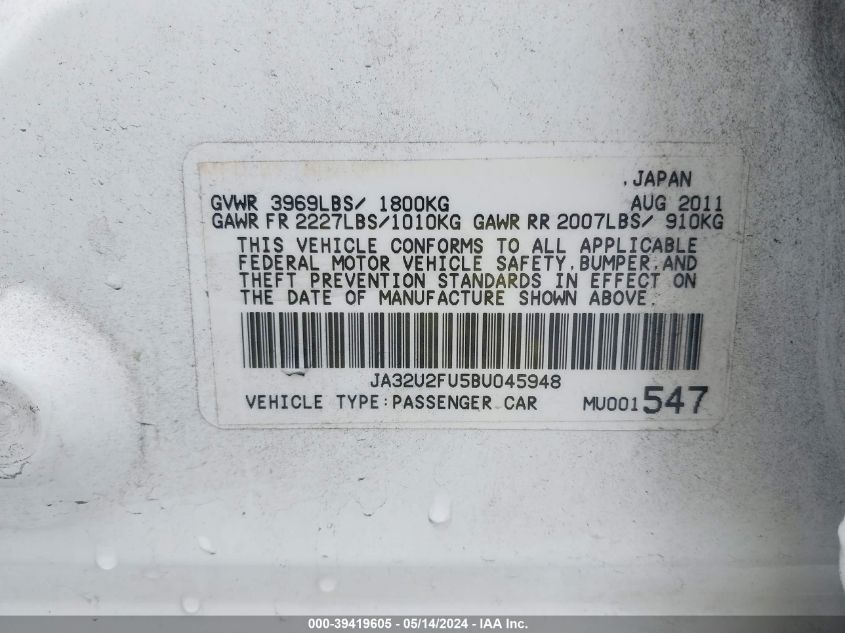 .JAPAN
GVWR 3969LBS/ 1800KG AUG 2011
GAWR FR 2227LBS/1010KG GAWR RR 2007LBS/ 910KG
THIS VEHICLE CONFORMS TO ALL APPLICABLE
FEDERAL MOTOR VEHICLE SAFETY, BUMPER, AND
THEFT PREVENTION STANDARDS IN EFFECT ON
THE DATE OF MANUFACTURE SHOWN ABOVE.
JA32U2FU5BU045948
VEHICLE TYPE:PASSENGER CAR MU001547
000-39419605 - 05/14/2024 - IAA Inc.